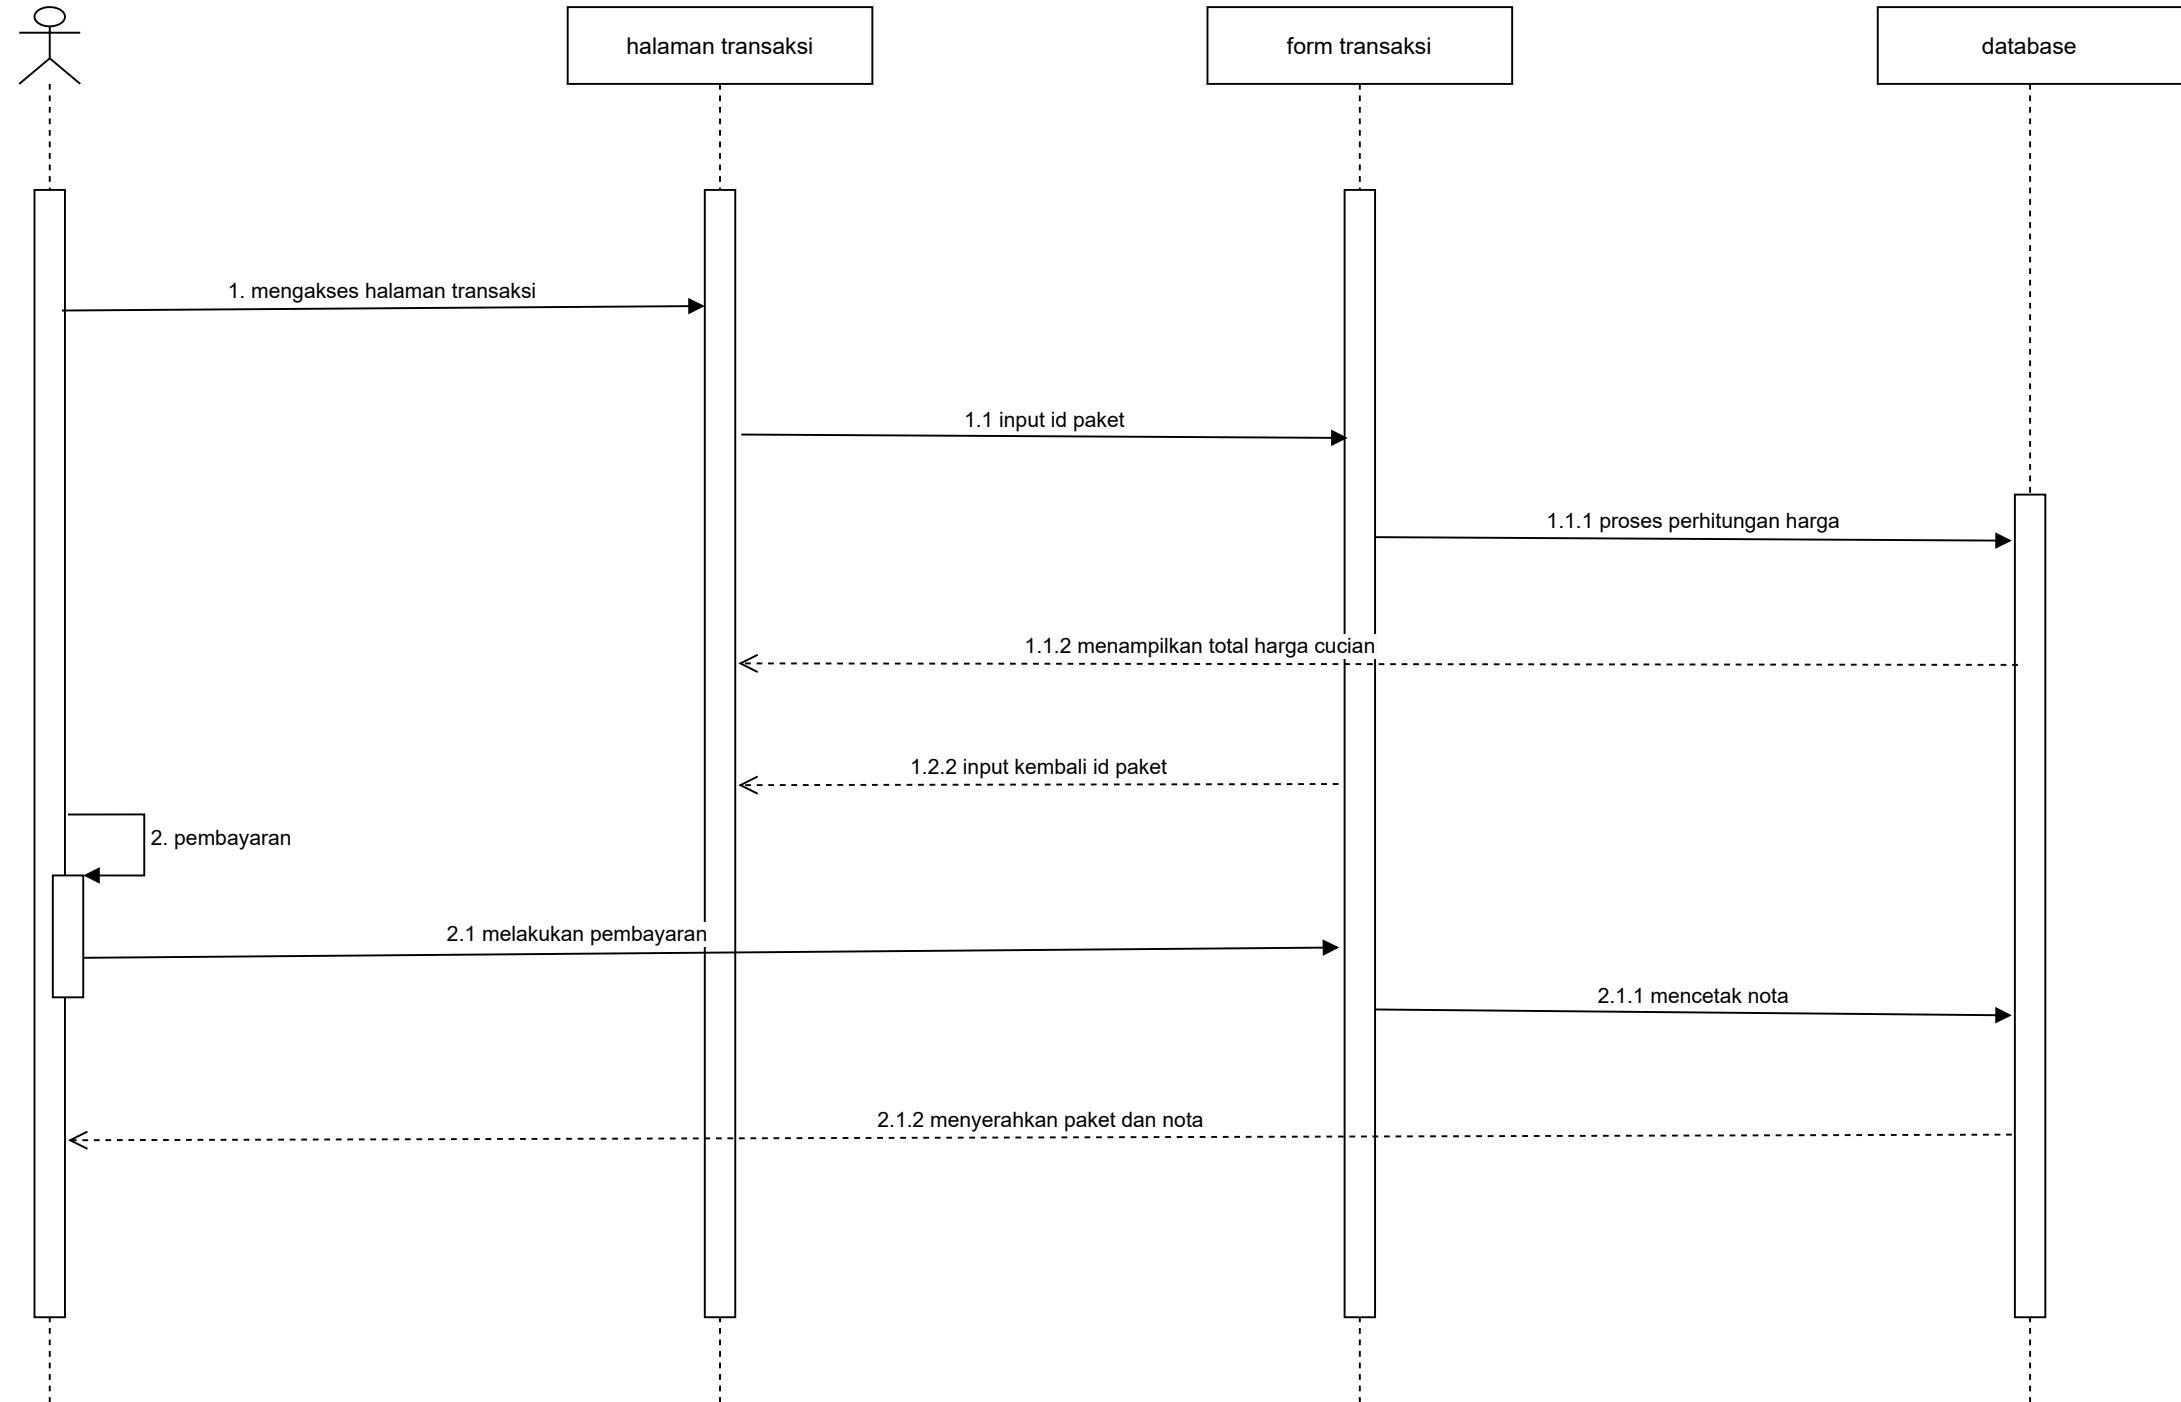 halaman transaksi
form transaksi
database
1. mengakses halaman transaksi
1.1 input id paket
1.1.1 proses perhitungan harga
1.1.2 menampilkan total harga cucian
1.2.2 input kembali id paket
2. pembayaran
2.1 melakukan pembayaran
2.1.1 mencetak nota
2.1.2 menyerahkan paket dan nota